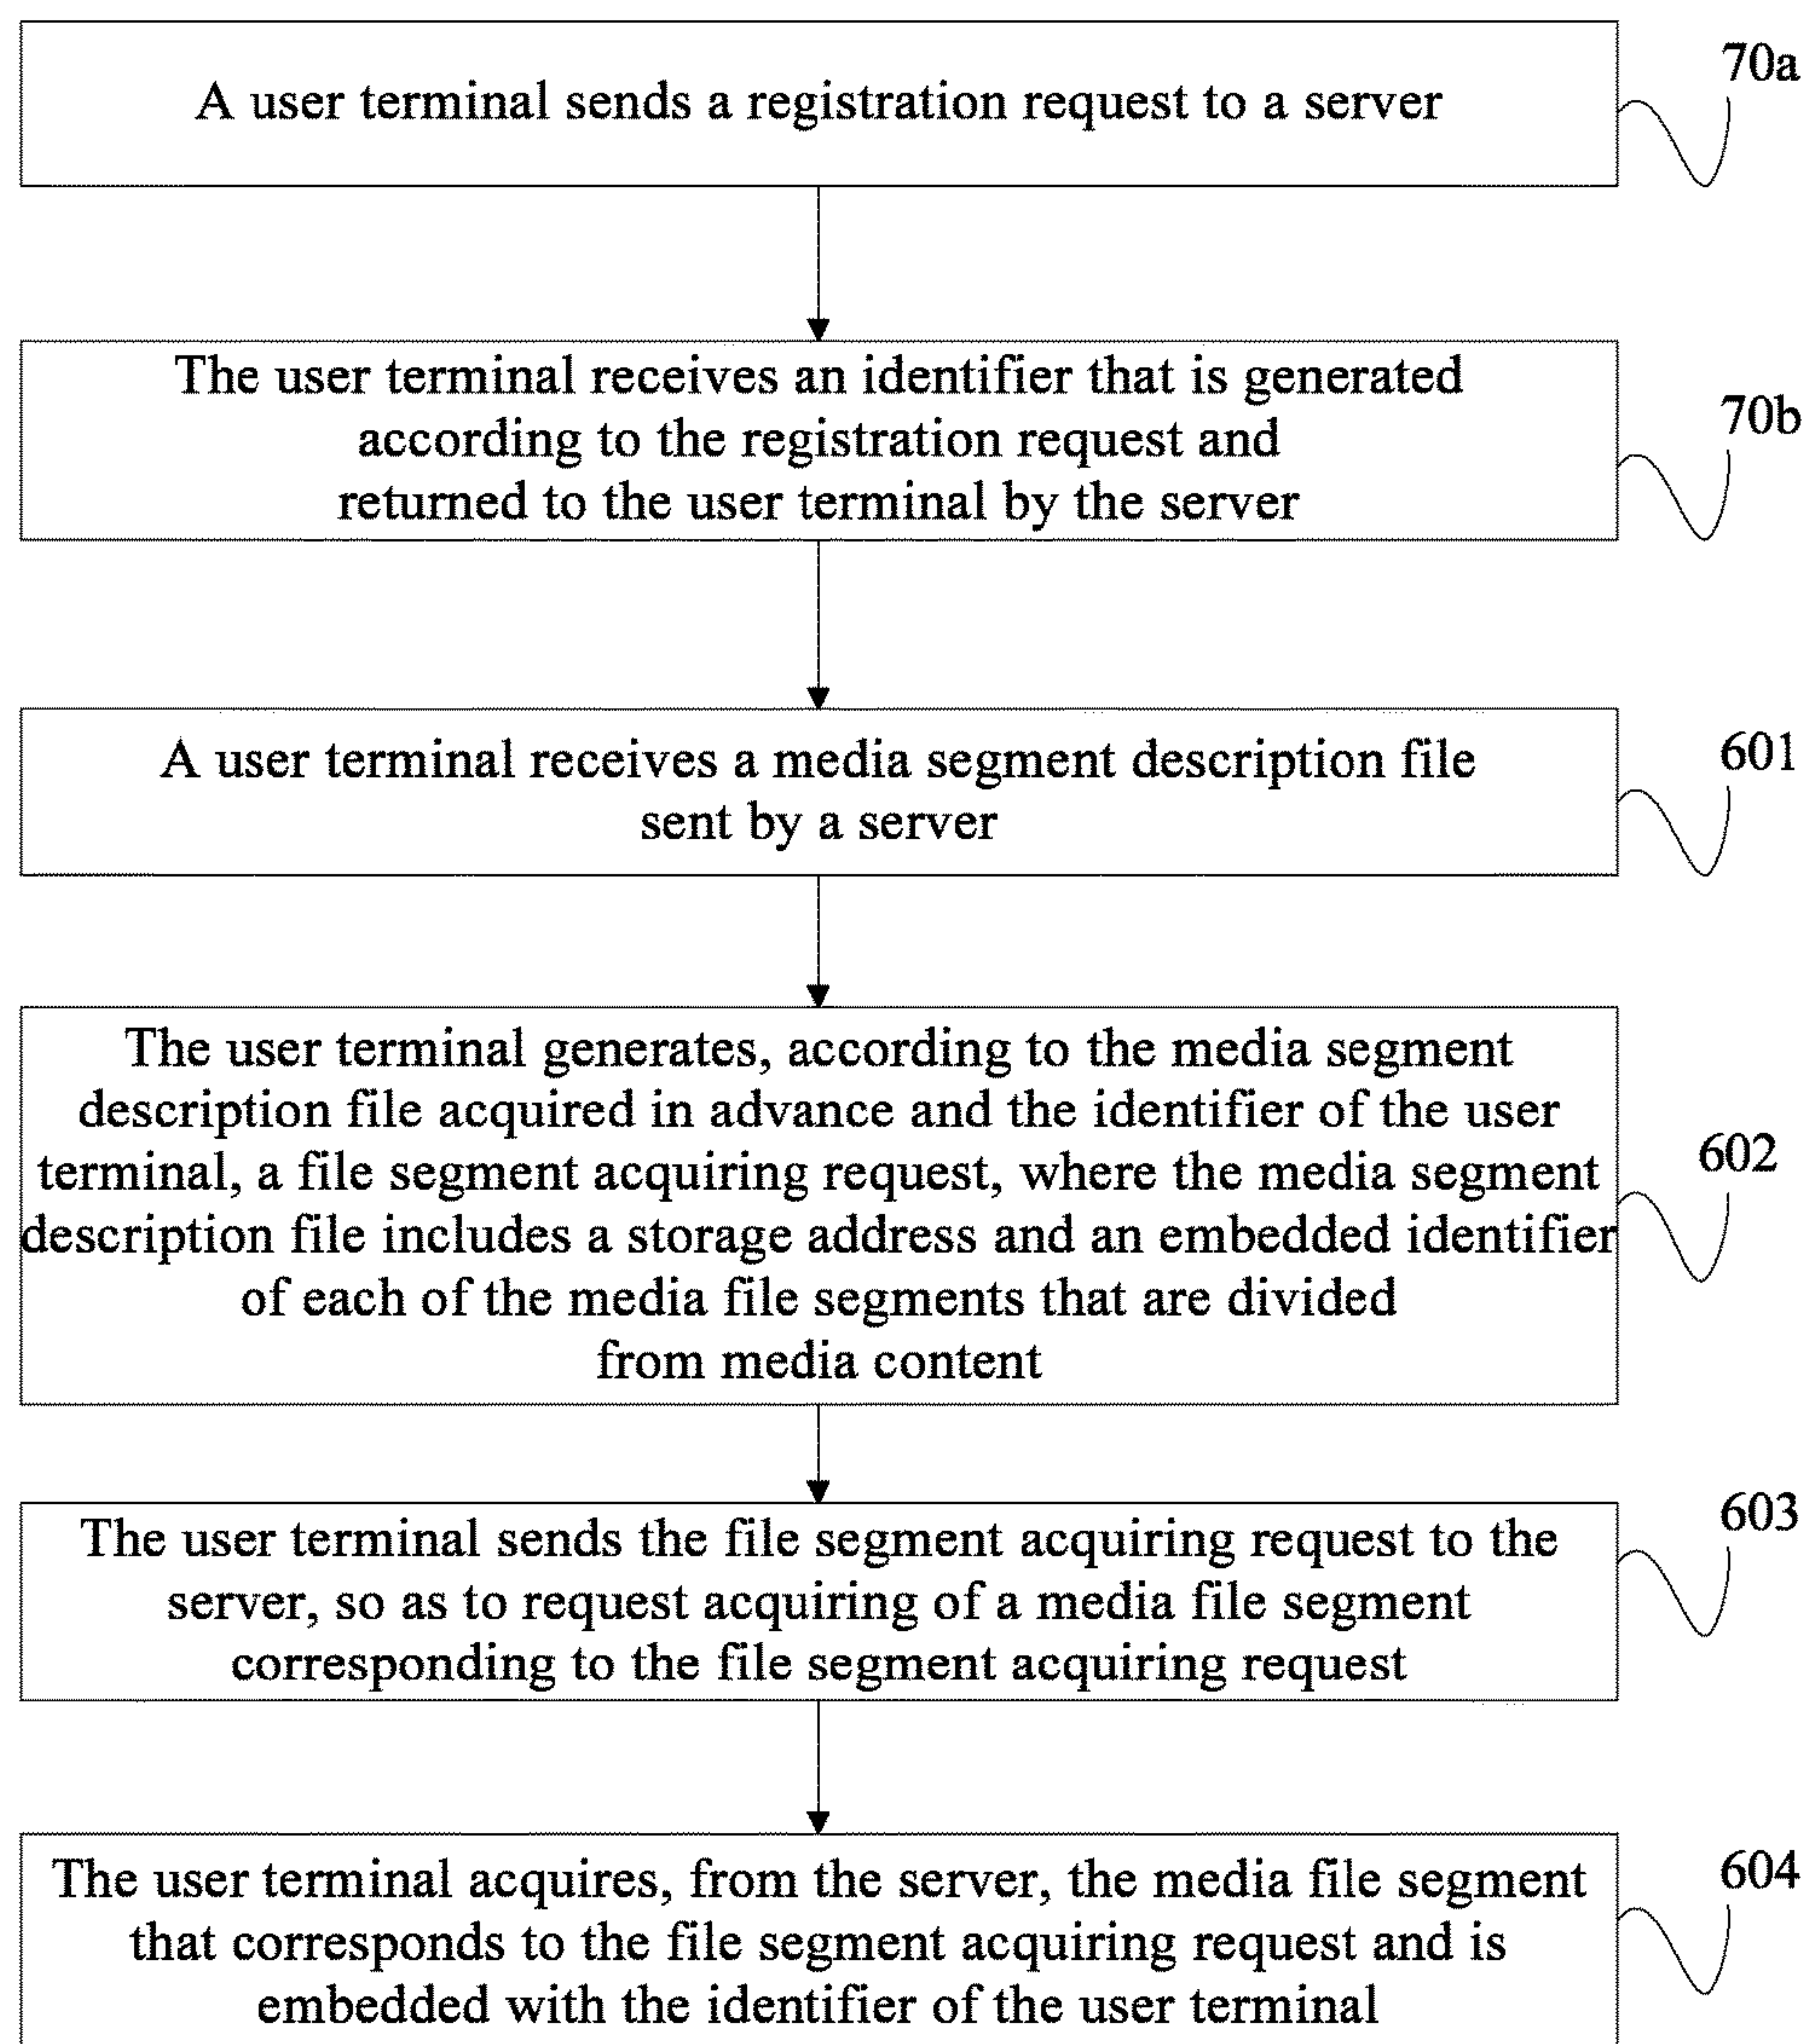 A user terminal sends a registration request to a server
70a
The user terminal receives an identifier that is generated
according to the registration request and
returned to the user terminal by the server
70b
A user terminal receives a media segment description file
sent by a server
601
The user terminal generates, according to the media segment
description file acquired in advance and the identifier of the user
terminal, a file segment acquiring request, where the media segment
description file includes a storage address and an embedded identifier
of each of the media file segments that are divided
from media content
602
The user terminal sends the file segment acquiring request to the
server, so as to request acquiring of a media file segment
corresponding to the file segment acquiring request
603
The user terminal acquires, from the server, the media file segment
that corresponds to the file segment acquiring request and is
embedded with the identifier of the user terminal
604